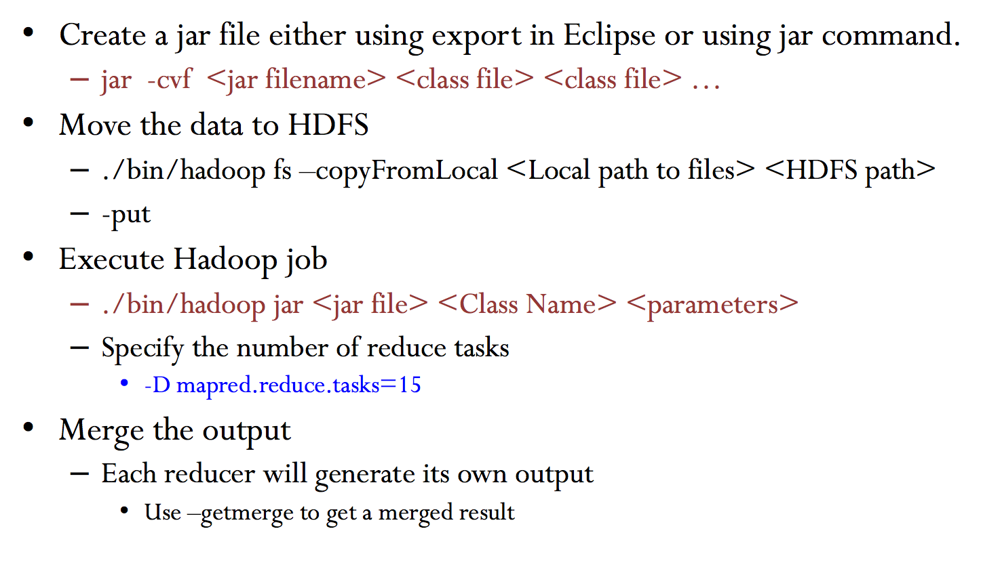 • Create a jar file either using export in Eclipse or using jar command.
– jar -cvf <jar filename> <class file> <class file> …
• Move the data to HDFS
– ./bin/hadoop fs –copyFromLocal <Local path to files> <HDFS path>
– -put
• Execute Hadoop job
– ./bin/hadoop jar <jar file> <Class Name> <parameters>
– Specify the number of reduce tasks
• -D mapred.reduce.tasks=15
• Merge the output
– Each reducer will generate its own output
• Use –getmerge to get a merged result